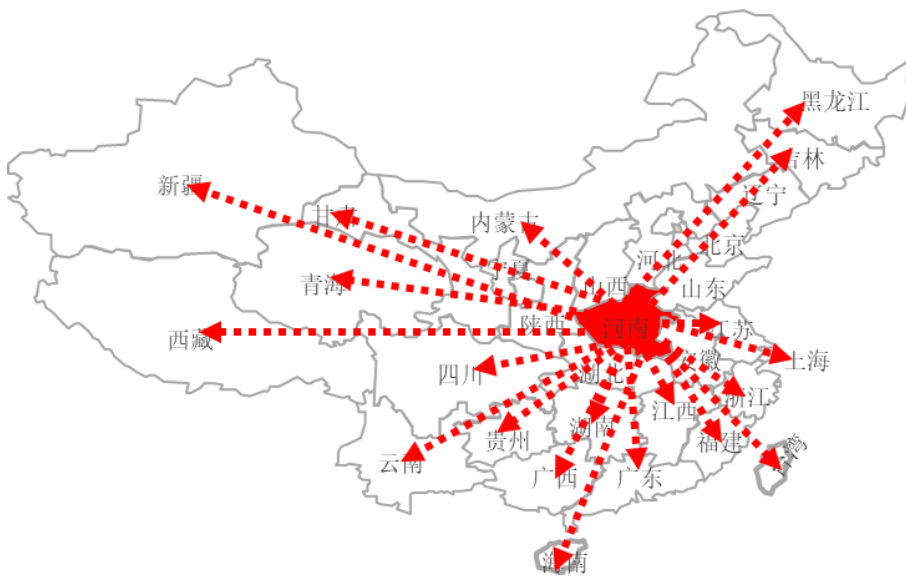 黑龙江
吉林
新疆
辽宁
甘肃
内蒙古
北京
河北
宁夏
青海
山西
山东
陕西
河南
江苏
西藏
上海
安徽
四川
湖北
浙江
江西
湖南
贵州
福建
台湾
云南
广西
广东
海南